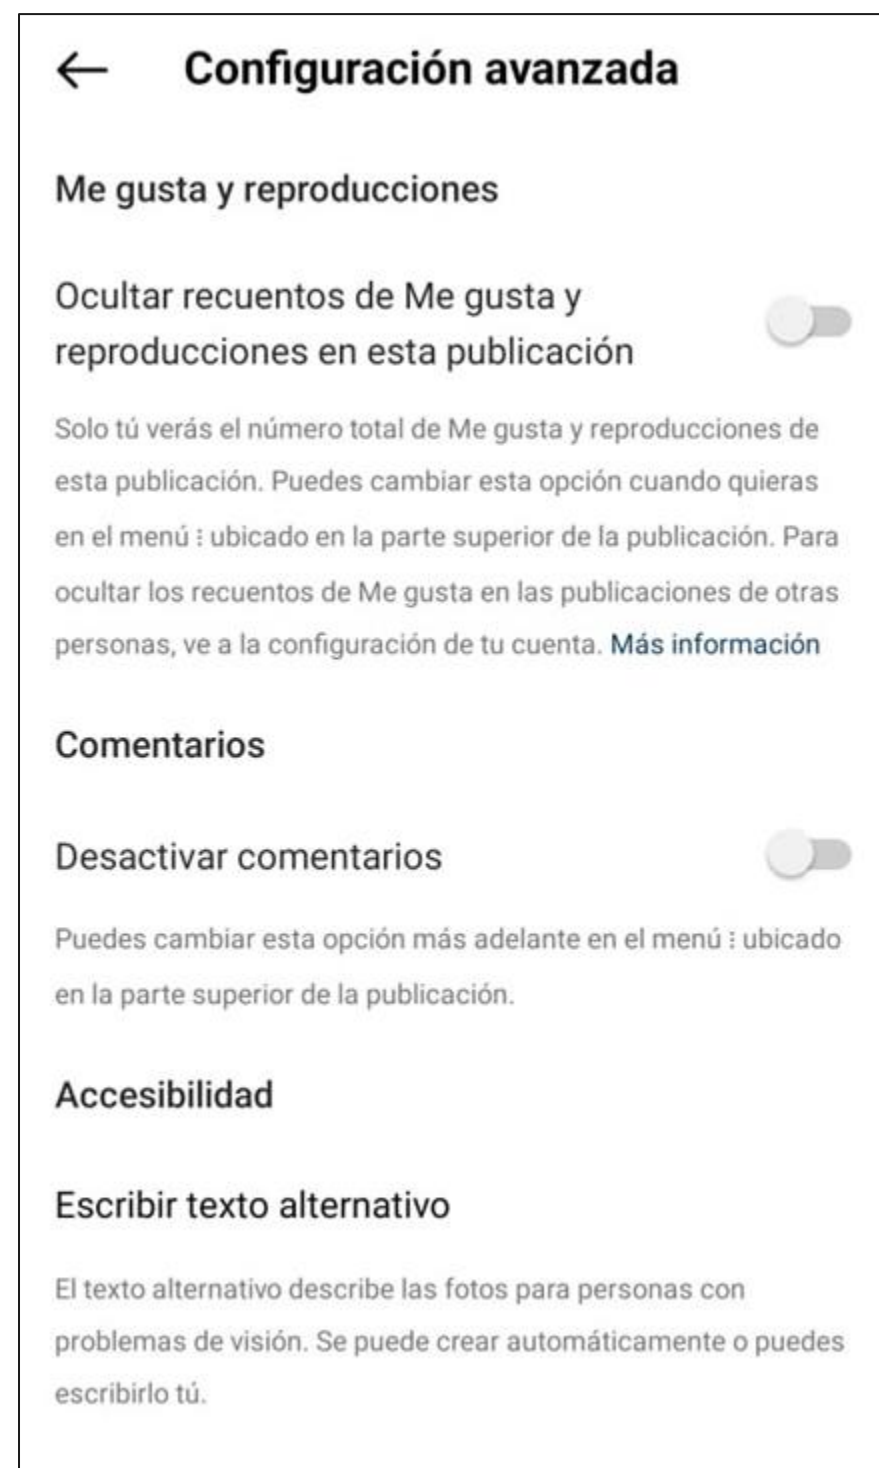 Configuración avanzada
Me gusta y reproducciones
Ocultar recuentos de Me gusta y
reproducciones en esta publicación
Solo tú verás el número total de Me gusta y reproducciones de
esta publicación. Puedes cambiar esta opción cuando quieras
en el menú ⋮ ubicado en la parte superior de la publicación. Para
ocultar los recuentos de Me gusta en las publicaciones de otras
personas, ve a la configuración de tu cuenta. Más información
Comentarios
Desactivar comentarios
Puedes cambiar esta opción más adelante en el menú ⋮ ubicado
en la parte superior de la publicación.
Accesibilidad
Escribir texto alternativo
El texto alternativo describe las fotos para personas con
problemas de visión. Se puede crear automáticamente o puedes
escribirlo tú.